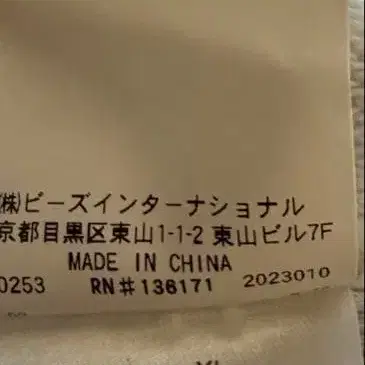 ㈱ビーズインターナショナル
京都目黒区東山1-1-2 東山ビル7F
MADE IN CHINA
0253 RN#136171 2023010